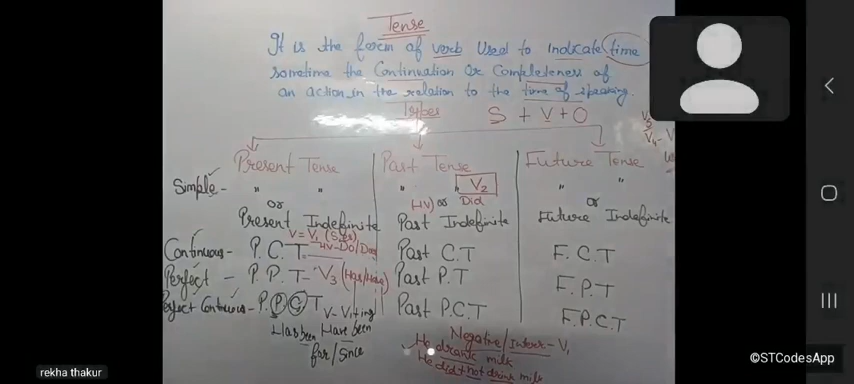 Tense
It is the form of verb used to indicate time
sometime the Continuation or Completeness of
an action in the relation to the time of speaking.
Types
S + V + O
Present Tense Past Tense Future Tense
Simple - " " " " V2 " "
or HV) or Did or
Present Indefinite Past Indefinite Future Indefinite
V = V1 (S, es)
HV - Do/Does
Continuous - P. C. T Past C.T F. C. T
Perfect - P. P. T - V3 (Has/Have) Past P.T F. P. T
Perfect Continuous - P. P. C. T Past P.C.T F. P. C. T
V - V1ting
Has been Have been
for/Since
Negative/Interr - V1
He drank milk
He did not drink milk
rekha thakur
©STCodesApp